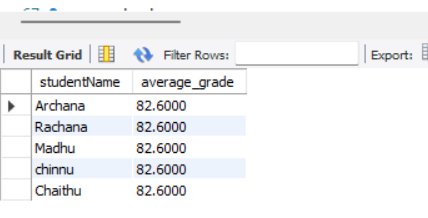 Result Grid Filter Rows: Export:
studentName average_grade
Archana 82.6000
Rachana 82.6000
Madhu 82.6000
chinnu 82.6000
Chaithu 82.6000